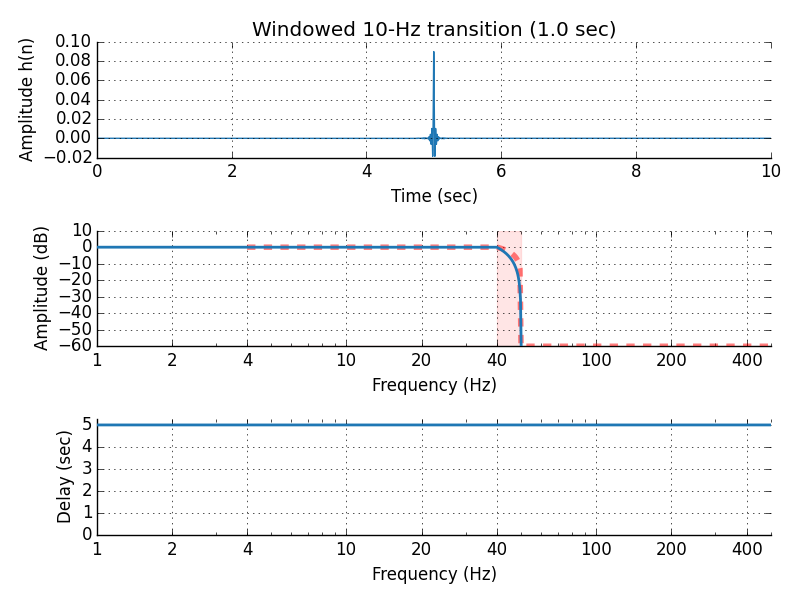 Windowed 10-Hz transition (1.0 sec)
Amplitude h(n)
0.10
0.08
0.06
0.04
0.02
0.00
−0.02
0 2 4 6 8 10
Time (sec)
Amplitude (dB)
10
0
−10
−20
−30
−40
−50
−60
1 2 4 10 20 40 100 200 400
Frequency (Hz)
Delay (sec)
5
4
3
2
1
0
1 2 4 10 20 40 100 200 400
Frequency (Hz)